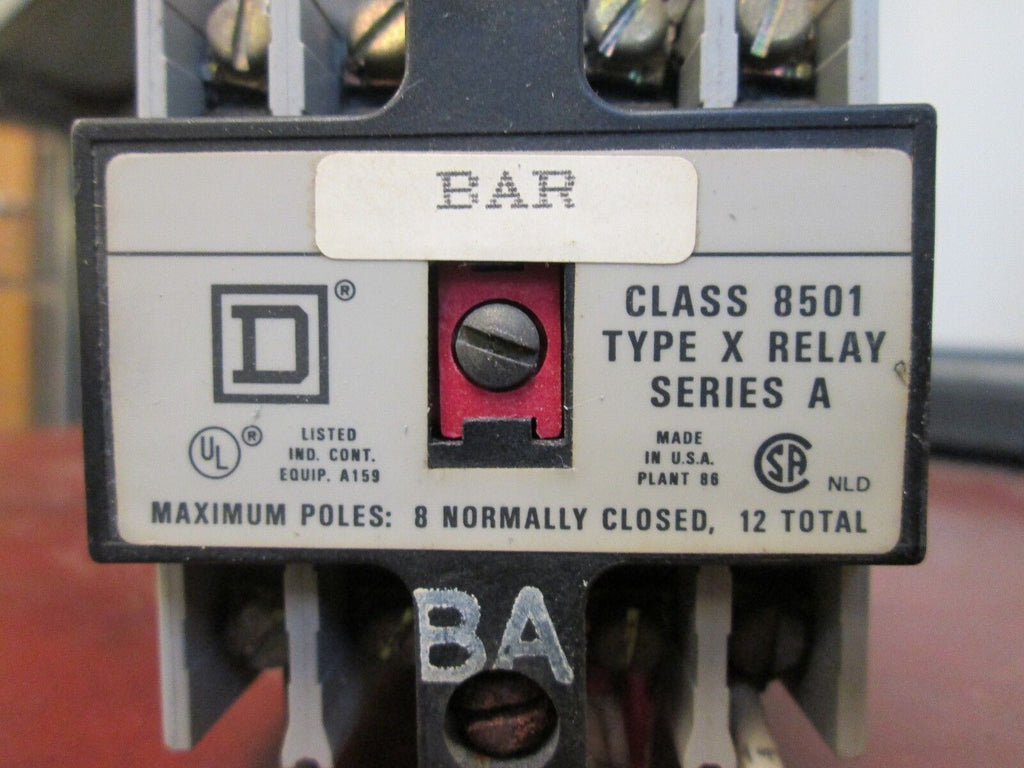 BAR
D ®
CLASS 8501
TYPE X RELAY
SERIES A
UL ®
LISTED
IND. CONT.
EQUIP. A159
MADE
IN U.S.A.
PLANT 86
SA
NLD
MAXIMUM POLES: 8 NORMALLY CLOSED, 12 TOTAL
BA